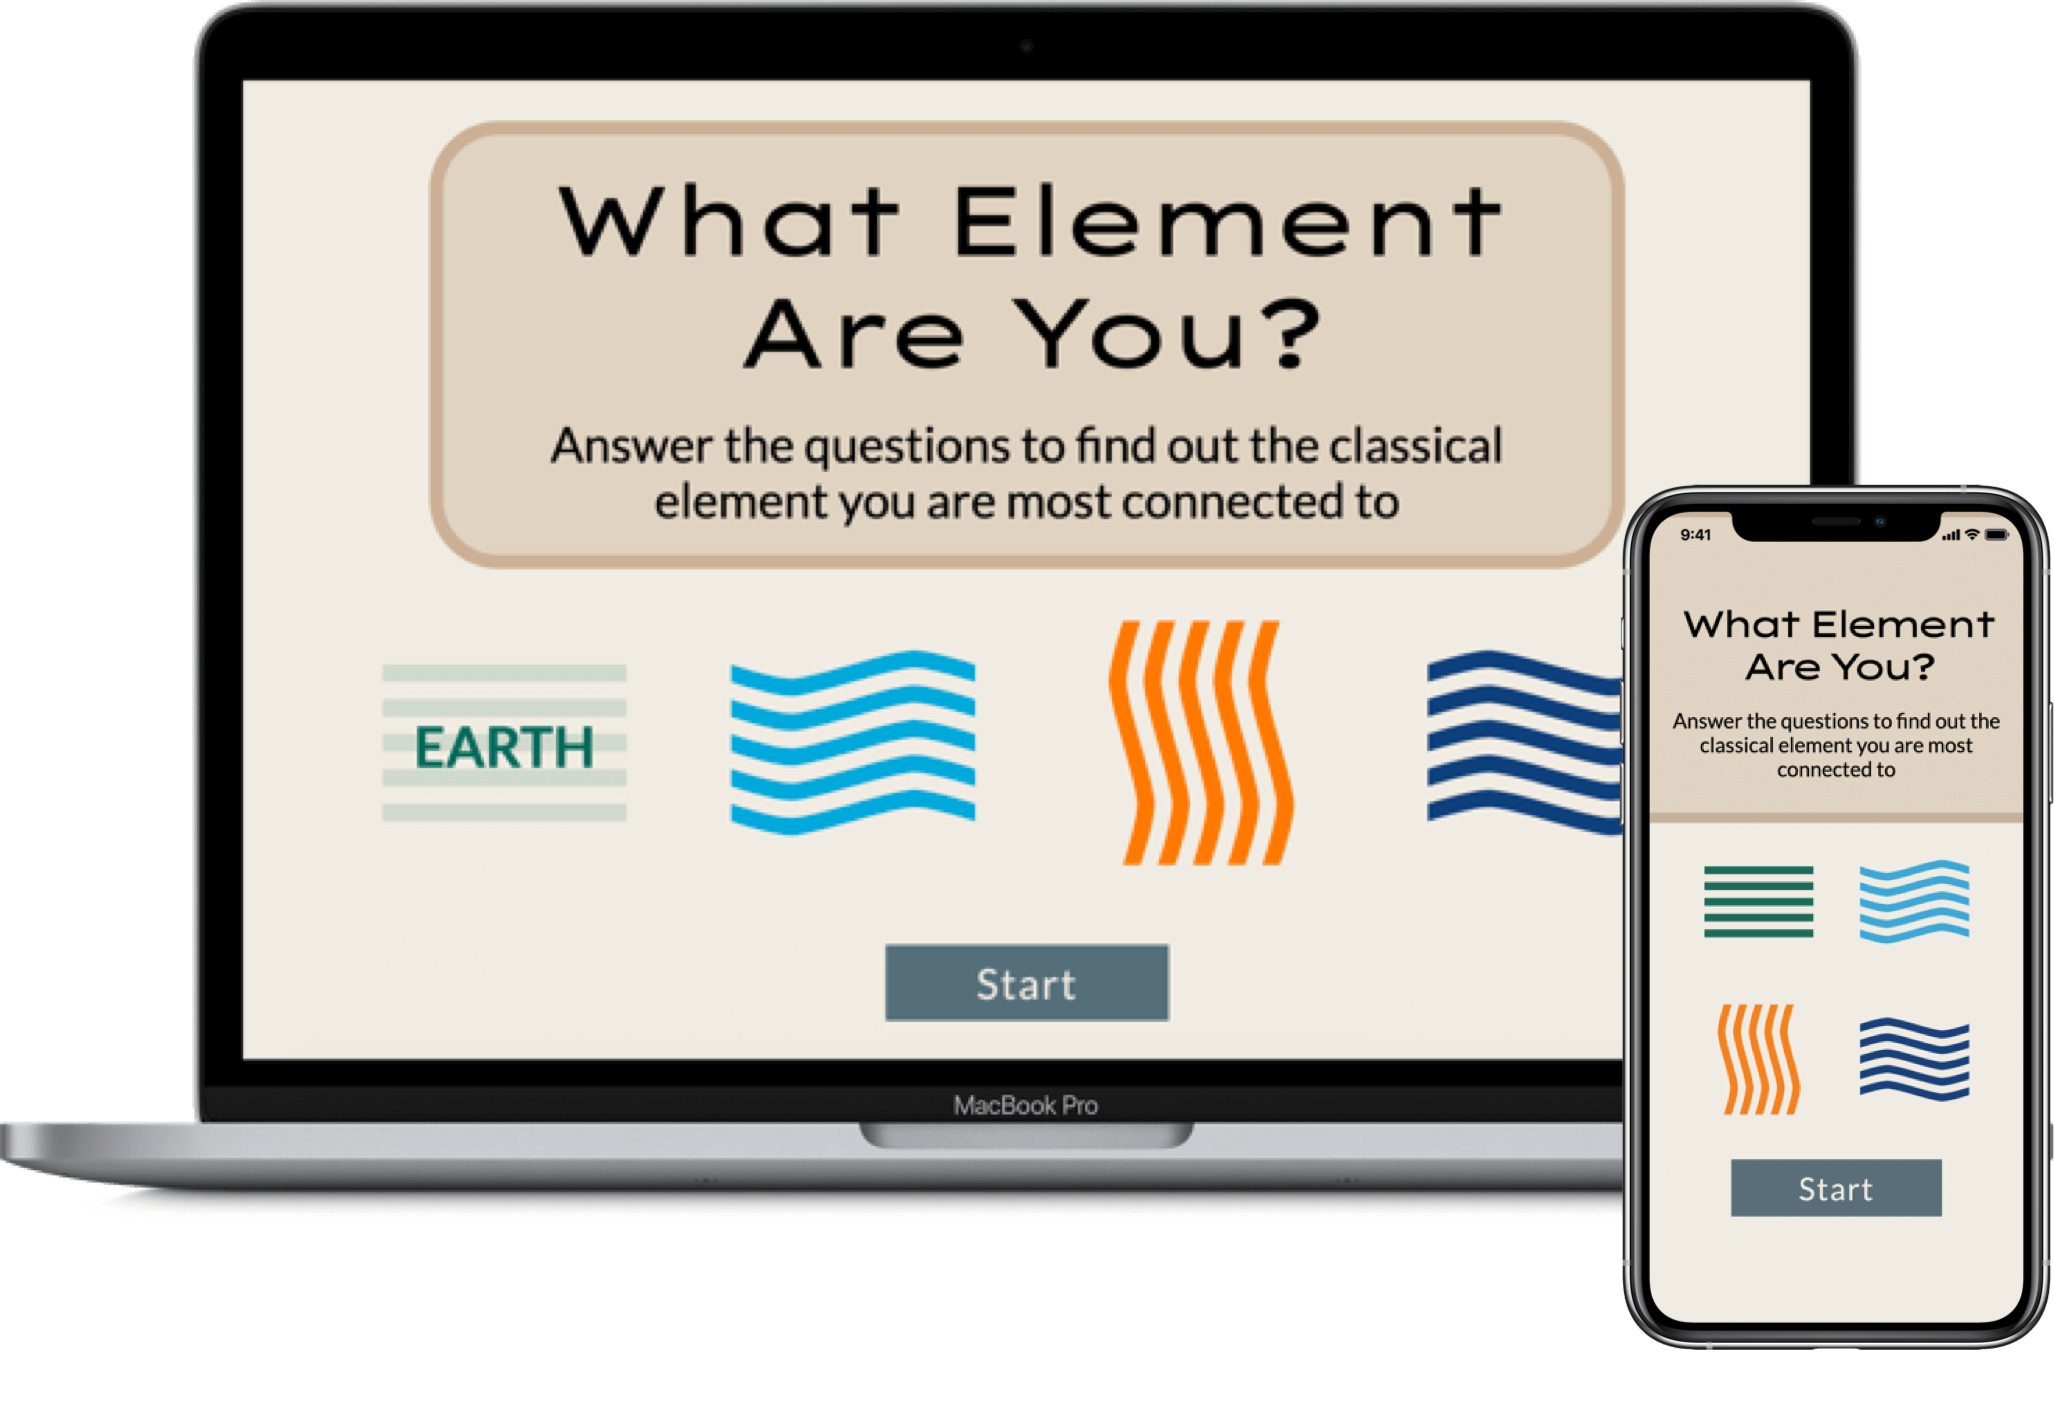 What Element
Are You?
Answer the questions to find out the classical
element you are most connected to
EARTH
Start
MacBook Pro
9:41
What Element
Are You?
Answer the questions to find out the
classical element you are most
connected to
Start